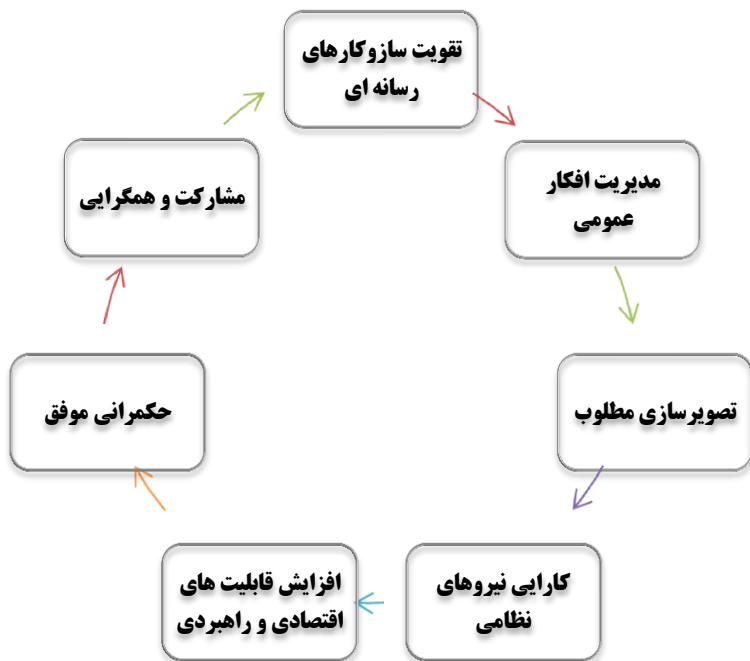 تقویت سازوکارهای
رسانه ای
مدیریت افکار
عمومی
تصویرسازی مطلوب
کارایی نیروهای
نظامی
افزایش قابلیت های
اقتصادی و راهبردی
حکمرانی موفق
مشارکت و همگرایی